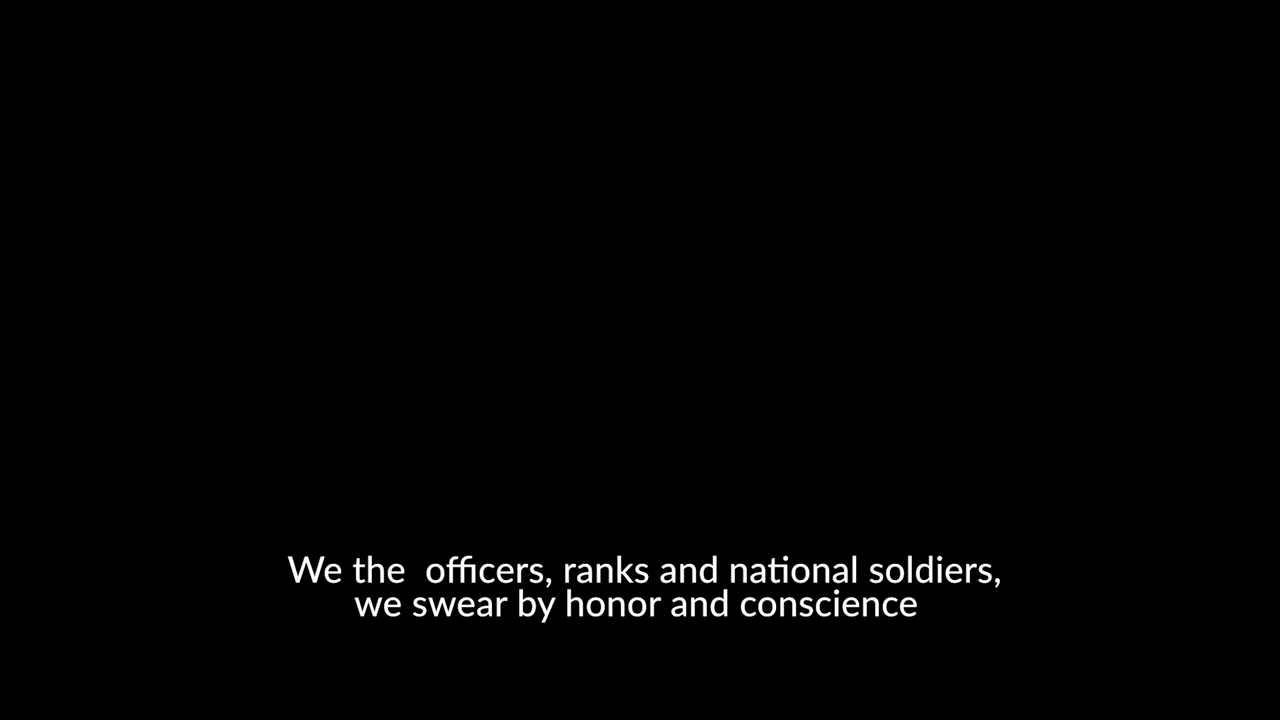 We the  officers, ranks and national soldiers,
we swear by honor and conscience